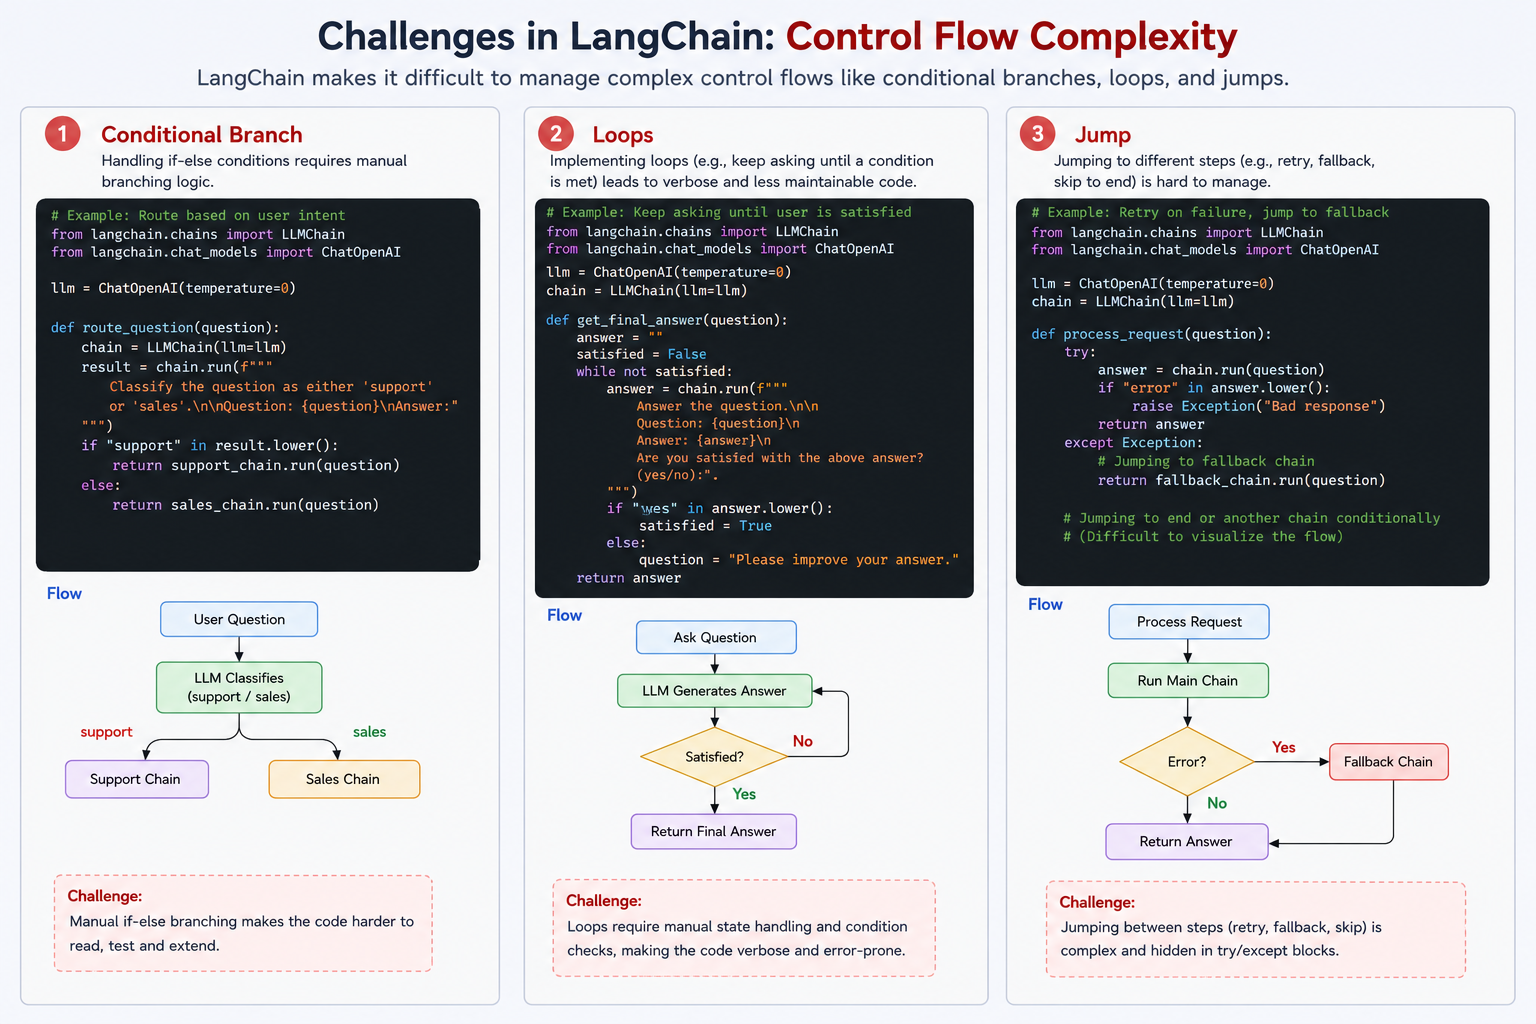 Challenges in LangChain: Control Flow Complexity
LangChain makes it difficult to manage complex control flows like conditional branches, loops, and jumps.
1 Conditional Branch
Handling if-else conditions requires manual
branching logic.
# Example: Route based on user intent
from langchain.chains import LLMChain
from langchain.chat_models import ChatOpenAI
llm = ChatOpenAI(temperature=0)
def route_question(question):
chain = LLMChain(llm=llm)
result = chain.run(f"""
Classify the question as either 'support'
or 'sales'.\n\nQuestion: {question}\nAnswer:"
""")
if "support" in result.lower():
return support_chain.run(question)
else:
return sales_chain.run(question)
Flow
User Question
LLM Classifies
(support / sales)
support
sales
Support Chain
Sales Chain
Challenge:
Manual if-else branching makes the code harder to
read, test and extend.
2 Loops
Implementing loops (e.g., keep asking until a condition
is met) leads to verbose and less maintainable code.
# Example: Keep asking until user is satisfied
from langchain.chains import LLMChain
from langchain.chat_models import ChatOpenAI
llm = ChatOpenAI(temperature=0)
chain = LLMChain(llm=llm)
def get_final_answer(question):
answer = ""
satisfied = False
while not satisfied:
answer = chain.run(f"""
Answer the question.\n\n
Question: {question}\n
Answer: {answer}\n
Are you satisfied with the above answer?
(yes/no):".
""")
if "yes" in answer.lower():
satisfied = True
else:
question = "Please improve your answer."
return answer
Flow
Ask Question
LLM Generates Answer
Satisfied?
No
Yes
Return Final Answer
Challenge:
Loops require manual state handling and condition
checks, making the code verbose and error-prone.
3 Jump
Jumping to different steps (e.g., retry, fallback,
skip to end) is hard to manage.
# Example: Retry on failure, jump to fallback
from langchain.chains import LLMChain
from langchain.chat_models import ChatOpenAI
llm = ChatOpenAI(temperature=0)
chain = LLMChain(llm=llm)
def process_request(question):
try:
answer = chain.run(question)
if "error" in answer.lower():
raise Exception("Bad response")
return answer
except Exception:
# Jumping to fallback chain
return fallback_chain.run(question)
# Jumping to end or another chain conditionally
# (Difficult to visualize the flow)
Flow
Process Request
Run Main Chain
Error?
Yes
Fallback Chain
No
Return Answer
Challenge:
Jumping between steps (retry, fallback, skip) is
complex and hidden in try/except blocks.